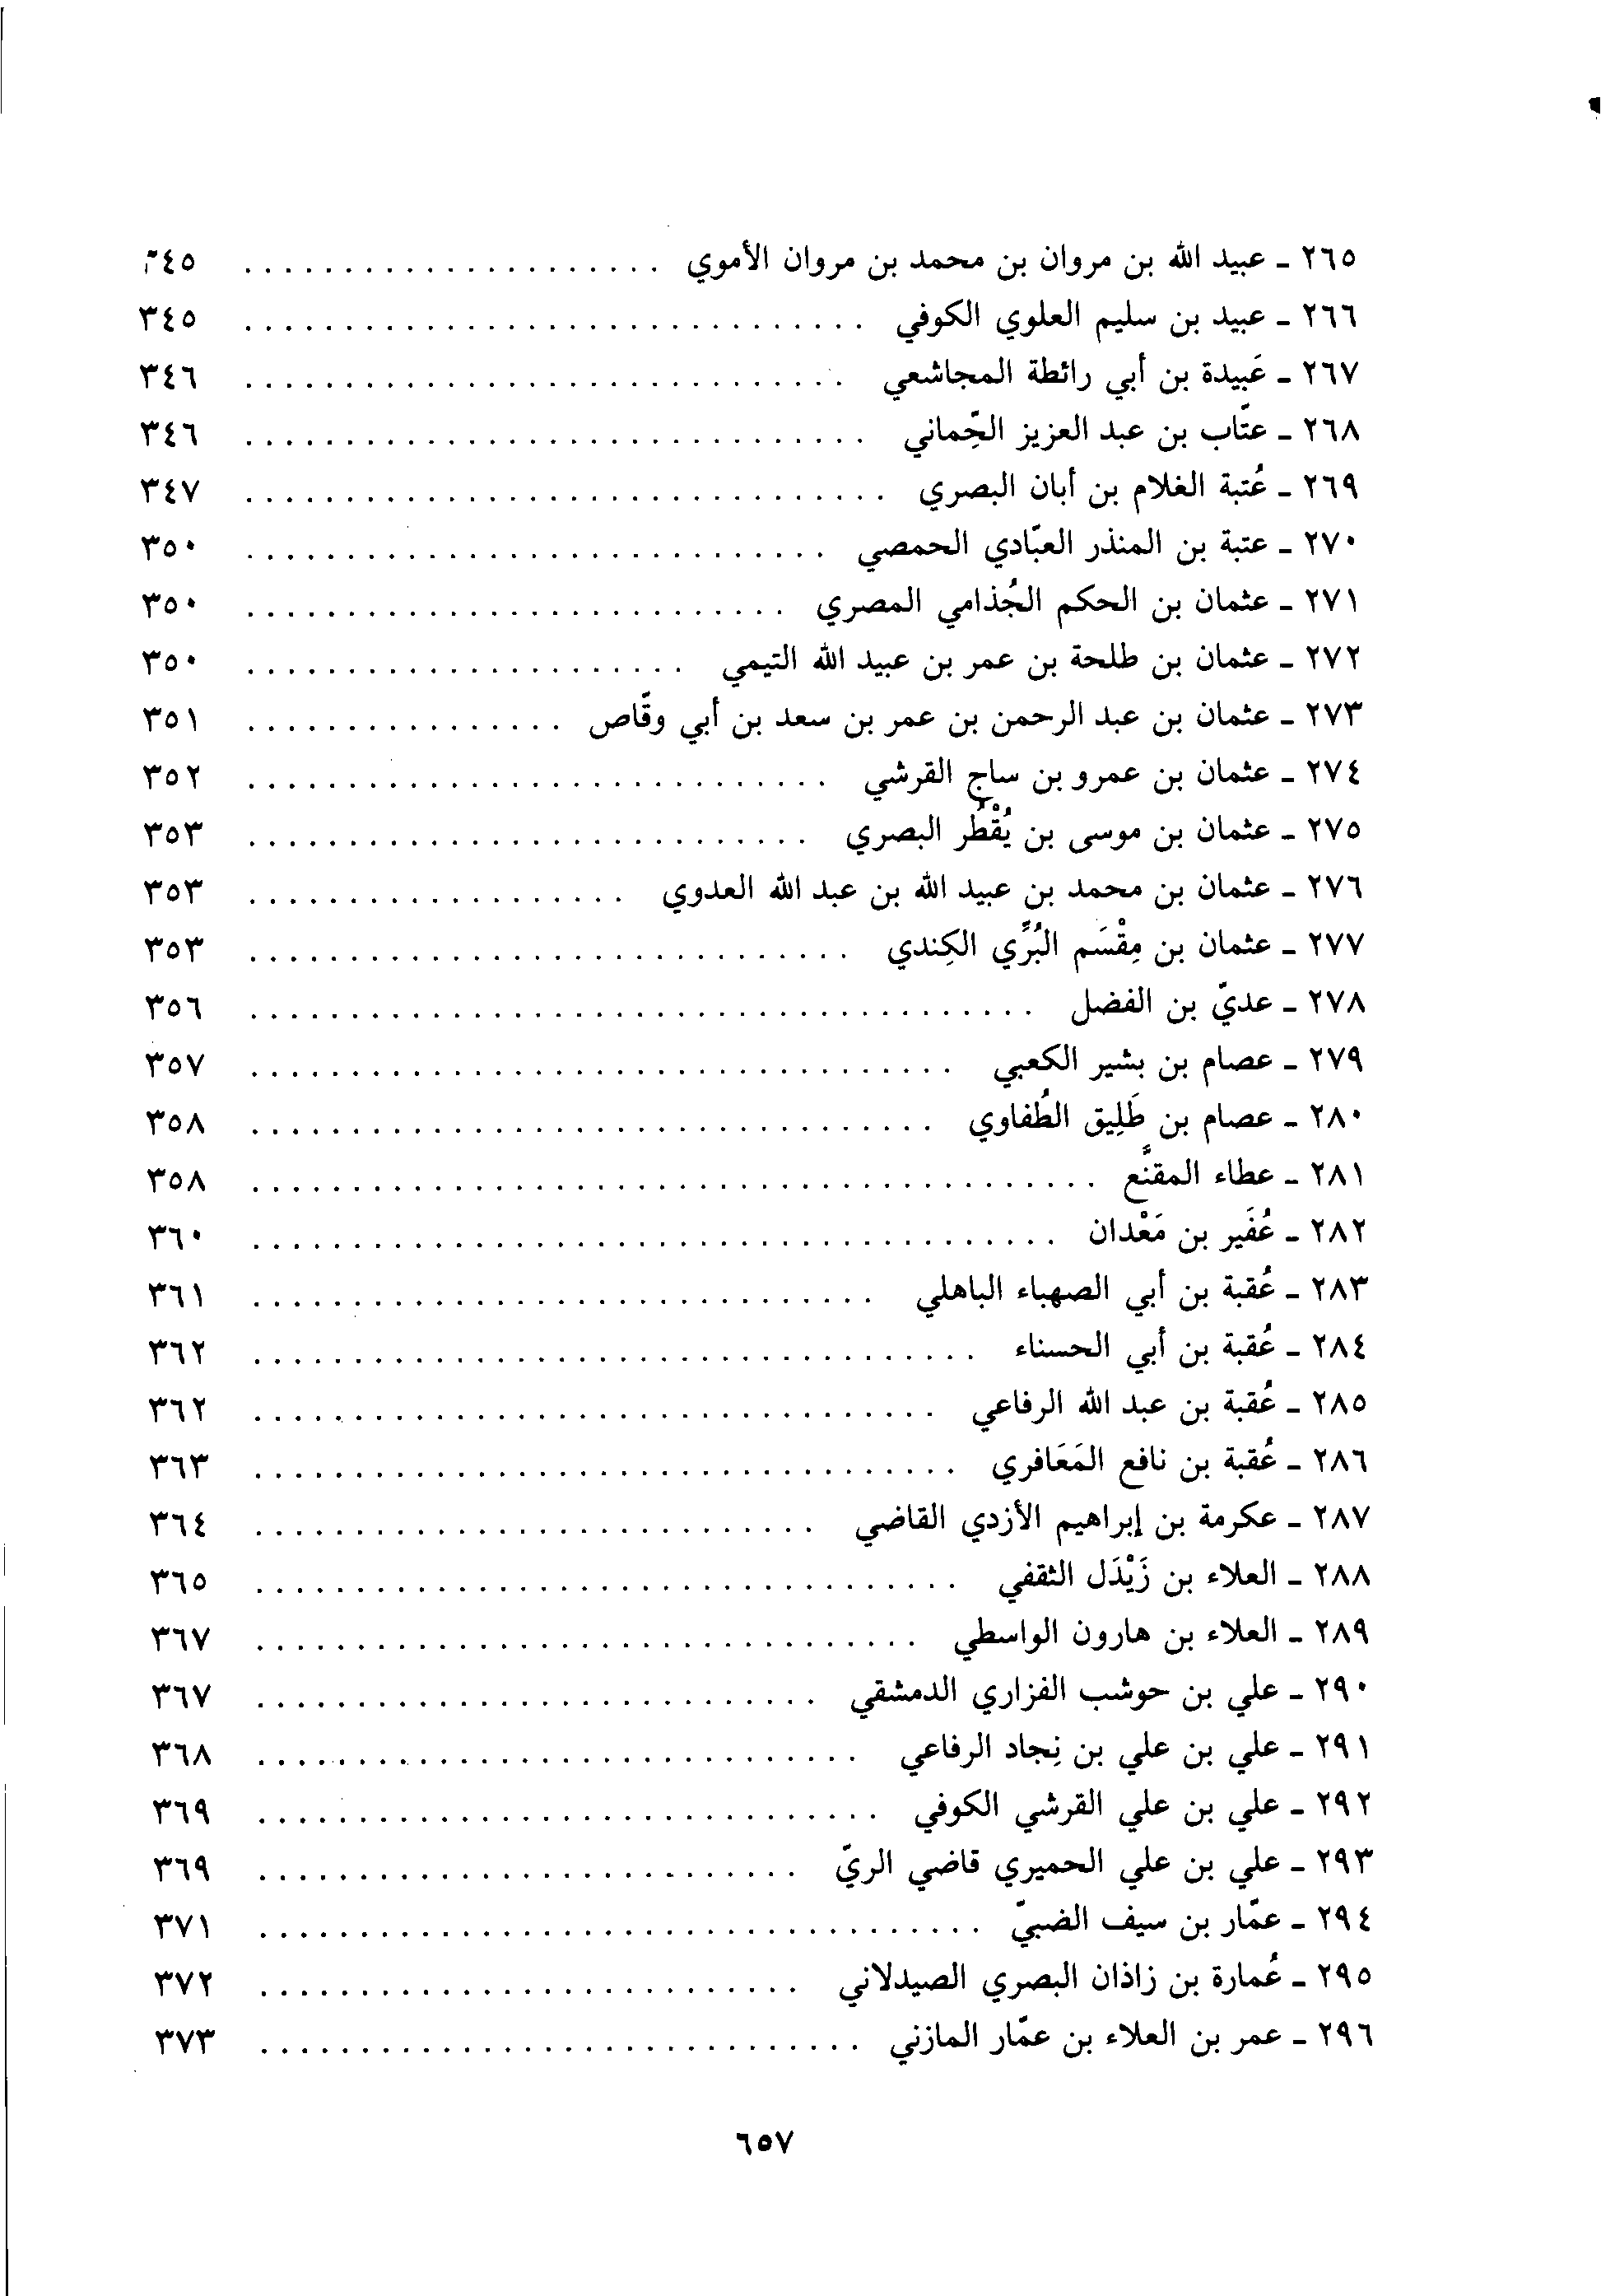 ٢٦٥ ـ عبيد الله بن مروان بن محمد بن مروان الأموي . . . . . . . . . . . . . . . . . . . . . ٣٤٥
٢٦٦ ـ عبيد بن سليم العلوي الكوفي . . . . . . . . . . . . . . . . . . . . . . . . . . . . . . . ٣٤٥
٢٦٧ ـ عَبيدة بن أبي رائطة المجاشعي . . . . . . . . . . . . . . . . . . . . . . . . . . . . . . ٣٤٦
٢٦٨ ـ عتّاب بن عبد العزيز الحِّماني . . . . . . . . . . . . . . . . . . . . . . . . . . . . . . . ٣٤٦
٢٦٩ ـ عُتبة الغلام بن أبان البصري . . . . . . . . . . . . . . . . . . . . . . . . . . . . . . . . ٣٤٧
٢٧٠ ـ عتبة بن المنذر العبّادي الحمصي . . . . . . . . . . . . . . . . . . . . . . . . . . . . . ٣٥٠
٢٧١ ـ عثمان بن الحكم الجُذامي المصري . . . . . . . . . . . . . . . . . . . . . . . . . . . ٣٥٠
٢٧٢ ـ عثمان بن طلحة بن عمر بن عبيد الله التيمي . . . . . . . . . . . . . . . . . . . . . . ٣٥٠
٢٧٣ ـ عثمان بن عبد الرحمن بن عمر بن سعد بن أبي وقّاص . . . . . . . . . . . . . . . . ٣٥١
٢٧٤ ـ عثمان بن عمرو بن ساج القرشي . . . . . . . . . . . . . . . . . . . . . . . . . . . . . ٣٥٢
٢٧٥ ـ عثمان بن موسى بن يُقْطُر البصري . . . . . . . . . . . . . . . . . . . . . . . . . . . . ٣٥٣
٢٧٦ ـ عثمان بن محمد بن عبيد الله بن عبد الله العدوي . . . . . . . . . . . . . . . . . . . ٣٥٣
٢٧٧ ـ عثمان بن مِقْسَم البُرِّي الكِندي . . . . . . . . . . . . . . . . . . . . . . . . . . . . . . ٣٥٣
٢٧٨ ـ عديّ بن الفضل . . . . . . . . . . . . . . . . . . . . . . . . . . . . . . . . . . . . . . . ٣٥٦
٢٧٩ ـ عصام بن بشير الكعبي . . . . . . . . . . . . . . . . . . . . . . . . . . . . . . . . . . . ٣٥٧
٢٨٠ ـ عصام بن طَلِيق الطُفاوي . . . . . . . . . . . . . . . . . . . . . . . . . . . . . . . . . . ٣٥٨
٢٨١ ـ عطاء المقنَّع . . . . . . . . . . . . . . . . . . . . . . . . . . . . . . . . . . . . . . . . . . ٣٥٨
٢٨٢ ـ عُفَير بن مَعْدان . . . . . . . . . . . . . . . . . . . . . . . . . . . . . . . . . . . . . . . . ٣٦٠
٢٨٣ ـ عُقبة بن أبي الصهباء الباهلي . . . . . . . . . . . . . . . . . . . . . . . . . . . . . . . ٣٦١
٢٨٤ ـ عُقبة بن أبي الحسناء . . . . . . . . . . . . . . . . . . . . . . . . . . . . . . . . . . . . ٣٦٢
٢٨٥ ـ عُقبة بن عبد الله الرفاعي . . . . . . . . . . . . . . . . . . . . . . . . . . . . . . . . . . ٣٦٢
٢٨٦ ـ عُقبة بن نافع المَعَافري . . . . . . . . . . . . . . . . . . . . . . . . . . . . . . . . . . . ٣٦٣
٢٨٧ ـ عكرمة بن إبراهيم الأزدي القاضي . . . . . . . . . . . . . . . . . . . . . . . . . . . . ٣٦٤
٢٨٨ ـ العلاء بن زَيْدَل الثقفي . . . . . . . . . . . . . . . . . . . . . . . . . . . . . . . . . . . ٣٦٥
٢٨٩ ـ العلاء بن هارون الواسطي . . . . . . . . . . . . . . . . . . . . . . . . . . . . . . . . . ٣٦٧
٢٩٠ ـ علي بن حوشب الفزاري الدمشقي . . . . . . . . . . . . . . . . . . . . . . . . . . . . ٣٦٧
٢٩١ ـ علي بن علي بن نِجاد الرفاعي . . . . . . . . . . . . . . . . . . . . . . . . . . . . . . ٣٦٨
٢٩٢ ـ علي بن علي القرشي الكوفي . . . . . . . . . . . . . . . . . . . . . . . . . . . . . . . ٣٦٩
٢٩٣ ـ علي بن علي الحميري قاضي الريّ . . . . . . . . . . . . . . . . . . . . . . . . . . . ٣٦٩
٢٩٤ ـ عمّار بن سيف الضبيّ . . . . . . . . . . . . . . . . . . . . . . . . . . . . . . . . . . . . ٣٧١
٢٩٥ ـ عُمارة بن زاذان البصري الصيدلاني . . . . . . . . . . . . . . . . . . . . . . . . . . . ٣٧٢
٢٩٦ ـ عمر بن العلاء بن عمّار المازني . . . . . . . . . . . . . . . . . . . . . . . . . . . . . . ٣٧٣
٦٥٧